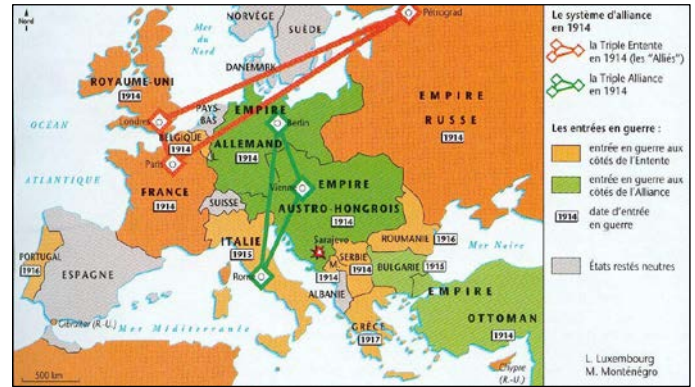 Mer
du
Nord
NORVÈGE
SUÈDE
Pétrograd
DANEMARK
ROYAUME-UNI
1914
Londres
PAYS-
BAS
EMPIRE
ALLEMAND
1914
Berlin
EMPIRE
RUSSE
1914
OCÉAN
ATLANTIQUE
BELGIQUE
1914
Paris
FRANCE
1914
SUISSE
Vienne
EMPIRE
AUSTRO-HONGROIS
1914
ITALIE
1915
Rome
Sarajevo
ROUMANIE
1916
Mer Noire
M.
1914
SERBIE
1914
BULGARIE
1915
ALBANIE
PORTUGAL
1916
ESPAGNE
Gibraltar (R.-U.)
Mer Méditerranée
GRÈCE
1917
EMPIRE
OTTOMAN
1914
Chypre
(R.-U.)
500 km
Le système d'alliance
en 1914
la Triple Entente
en 1914 (les "Alliés")
la Triple Alliance
en 1914
Les entrées en guerre :
entrée en guerre aux
côtés de l'Entente
entrée en guerre aux
côtés de l'Alliance
1914
date d'entrée
en guerre
États restés neutres
L. Luxembourg
M. Monténégro